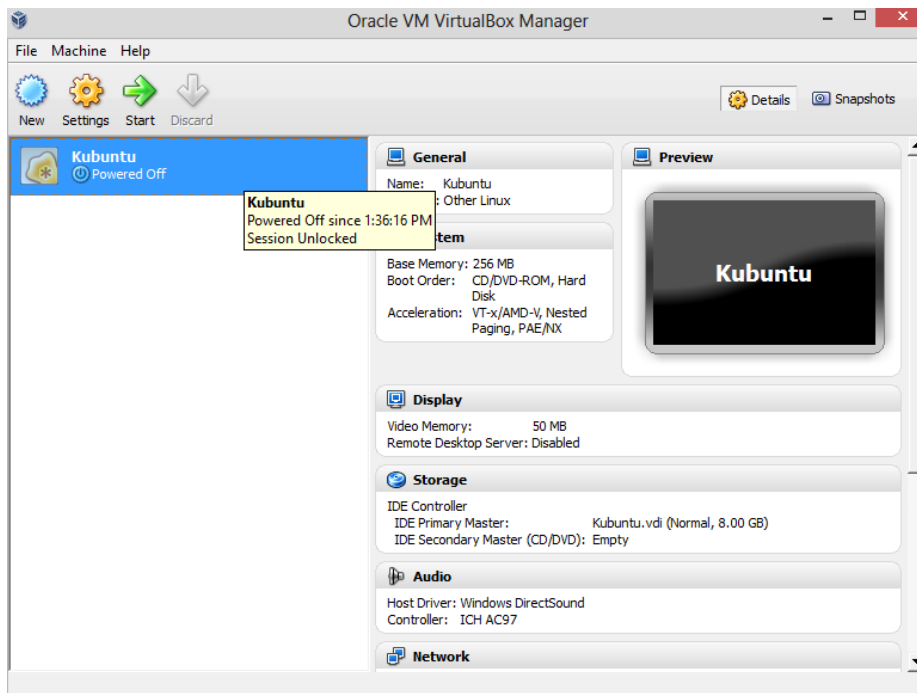 Oracle VM VirtualBox Manager
File Machine Help
New Settings Start Discard
Details Snapshots
Kubuntu
Powered Off
Kubuntu
Powered Off since 1:36:16 PM
Session Unlocked
General
Name: Kubuntu
: Other Linux
tem
Base Memory: 256 MB
Boot Order: CD/DVD-ROM, Hard
Disk
Acceleration: VT-x/AMD-V, Nested
Paging, PAE/NX
Preview
Kubuntu
Display
Video Memory: 50 MB
Remote Desktop Server: Disabled
Storage
IDE Controller
IDE Primary Master: Kubuntu.vdi (Normal, 8.00 GB)
IDE Secondary Master (CD/DVD): Empty
Audio
Host Driver: Windows DirectSound
Controller: ICH AC97
Network